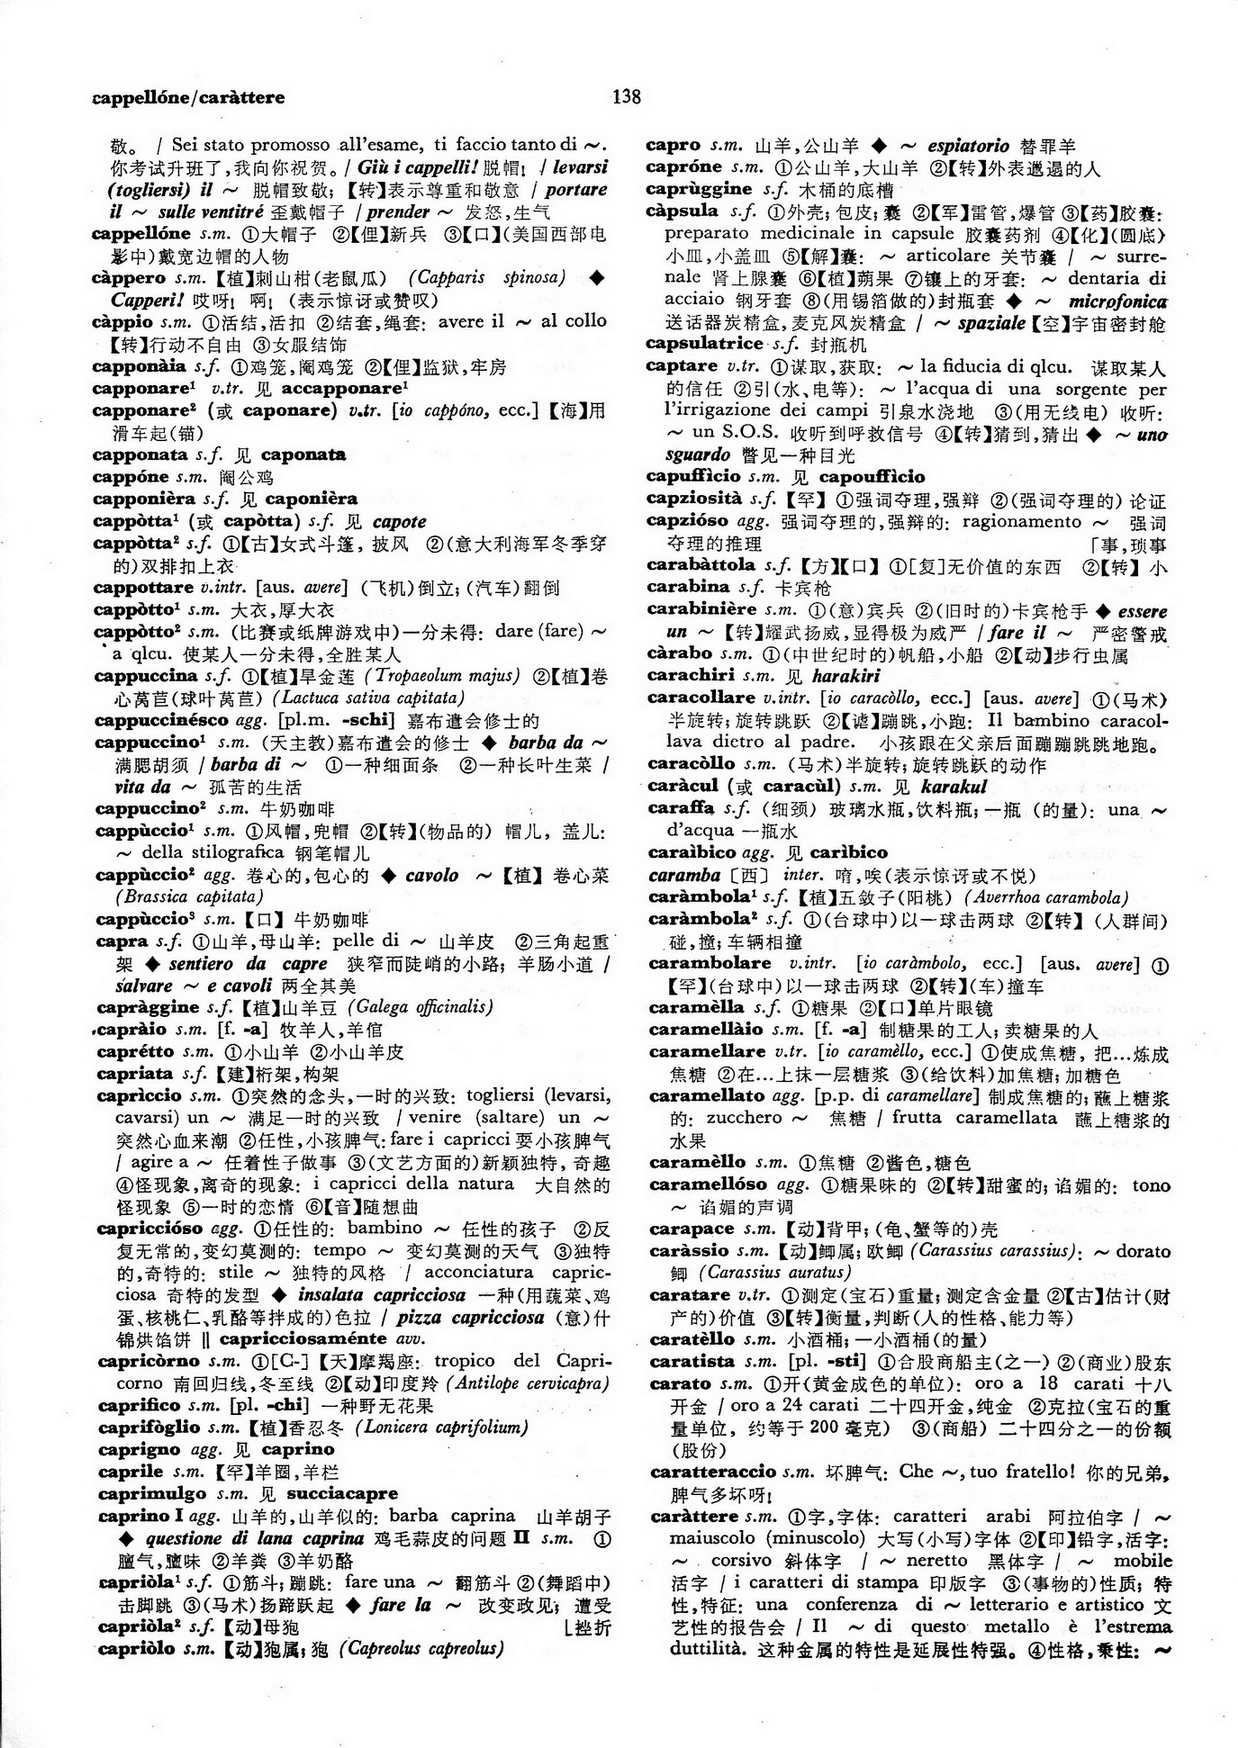 cappellóne/caràttere
138
敬。 / Sei stato promosso all'esame, ti faccio tanto di ～.
你考试升班了,我向你祝贺。/ Giù i cappelli! 脱帽! / levarsi
(togliersi) il ～ 脱帽致敬; 【转】表示尊重和敬意 / portare
il ～ sulle ventitré 歪戴帽子 / prender ～ 发怒,生气
cappellóne s.m. ①大帽子 ②【俚】新兵 ③【口】(美国西部电
影中)戴宽边帽的人物
càppero s.m. 【植】刺山柑(老鼠瓜) (Capparis spinosa) ◆
Capperi! 哎呀! 啊! (表示惊讶或赞叹)
càppio s.m. ①活结,活扣 ②结套,绳套: avere il ～ al collo
【转】行动不自由 ③女服结饰
capponàia s.f. ①鸡笼,阉鸡笼 ②【俚】监狱,牢房
capponare¹ v.tr. 见 accapponare¹
capponare² (或 caponare) v.tr. [io cappóno, ecc.] 【海】用
滑车起(锚)
capponata s.f. 见 caponata
cappóne s.m. 阉公鸡
capponièra s.f. 见 caponièra
cappòtta¹ (或 capòtta) s.f. 见 capote
cappòtta² s.f. ①【古】女式斗篷, 披风 ②(意大利海军冬季穿
的)双排扣上衣
cappottare v.intr. [aus. avere] (飞机)倒立; (汽车)翻倒
cappòtto¹ s.m. 大衣,厚大衣
cappòtto² s.m. (比赛或纸牌游戏中)一分未得: dare (fare) ～
a qlcu. 使某人一分未得,全胜某人
cappuccina s.f. ①【植】旱金莲 (Tropaeolum majus) ②【植】卷
心莴苣(球叶莴苣) (Lactuca sativa capitata)
cappuccinésco agg. [pl.m. -schi] 嘉布遣会修士的
cappuccino¹ s.m. (天主教)嘉布遣会的修士 ◆ barba da ～
满腮胡须 / barba di ～ ①一种细面条 ②一种长叶生菜 /
vita da ～ 孤苦的生活
cappuccino² s.m. 牛奶咖啡
cappùccio¹ s.m. ①风帽,兜帽 ②【转】(物品的) 帽儿, 盖儿:
～ della stilografica 钢笔帽儿
cappùccio² agg. 卷心的,包心的 ◆ cavolo ～ 【植】 卷心菜
(Brassica capitata)
cappùccio³ s.m. 【口】 牛奶咖啡
capra s.f. ①山羊,母山羊: pelle di ～ 山羊皮 ②三角起重
架 ◆ sentiero da capre 狭窄而陡峭的小路; 羊肠小道 /
salvare ～ e cavoli 两全其美
capràggine s.f. 【植】山羊豆 (Galega officinalis)
capràio s.m. [f. -a] 牧羊人,羊倌
caprétto s.m. ①小山羊 ②小山羊皮
capriata s.f. 【建】桁架,构架
caprìccio s.m. ①突然的念头,一时的兴致: togliersi (levarsi,
cavarsi) un ～ 满足一时的兴致 / venire (saltare) un ～
突然心血来潮 ②任性,小孩脾气: fare i capricci 耍小孩脾气
/ agire a ～ 任着性子做事 ③(文艺方面的)新颖独特, 奇趣
④怪现象,离奇的现象: i capricci della natura 大自然的
怪现象 ⑤一时的恋情 ⑥【音】随想曲
capriccióso agg. ①任性的: bambino ～ 任性的孩子 ②反
复无常的,变幻莫测的: tempo ～ 变幻莫测的天气 ③独特
的,奇特的: stile ～ 独特的风格 / acconciatura capric-
ciosa 奇特的发型 ◆ insalata capricciosa 一种(用蔬菜、鸡
蛋、核桃仁、乳酪等拌成的)色拉 / pizza capricciosa (意)什
锦烘馅饼 ‖ capricciosaménte avv.
capricòrno s.m. ①[C-] 【天】摩羯座: tropico del Capri-
corno 南回归线,冬至线 ②【动】印度羚 (Antilope cervicapra)
caprifico s.m. [pl. -chi] 一种野无花果
caprifòglio s.m. 【植】香忍冬 (Lonicera caprifolium)
caprigno agg. 见 caprino
caprile s.m. 【罕】羊圈,羊栏
caprimulgo s.m. 见 succiacapre
caprino I agg. 山羊的,山羊似的: barba caprina 山羊胡子
◆ questione di lana caprina 鸡毛蒜皮的问题 II s.m. ①
膻气,膻味 ②羊粪 ③羊奶酪
capriòla¹ s.f. ①筋斗; 蹦跳: fare una ～ 翻筋斗 ②(舞蹈中)
击脚跳 ③(马术)扬蹄跃起 ◆ fare la ～ 改变政见; 遭受
capriòla² s.f. 【动】母狍 ⌊挫折
capriòlo s.m. 【动】狍属; 狍 (Capreolus capreolus)
capro s.m. 山羊,公山羊 ◆ ～ espiatorio 替罪羊
capróne s.m. ①公山羊,大山羊 ②【转】外表邋遢的人
caprùggine s.f. 木桶的底槽
càpsula s.f. ①外壳; 包皮; 囊 ②【军】雷管,爆管 ③【药】胶囊:
preparato medicinale in capsule 胶囊药剂 ④【化】(圆底)
小皿,小盖皿 ⑤【解】囊: ～ articolare 关节囊 / ～ surre-
nale 肾上腺囊 ⑥【植】蒴果 ⑦镶上的牙套: ～ dentaria di
acciaio 钢牙套 ⑧(用锡箔做的)封瓶套 ◆ ～ microfonica
送话器炭精盒,麦克风炭精盒 / ～ spaziale 【空】宇宙密封舱
capsulatrice s.f. 封瓶机
captare v.tr. ①谋取,获取: ～ la fiducia di qlcu. 谋取某人
的信任 ②引(水、电等): ～ l'acqua di una sorgente per
l'irrigazione dei campi 引泉水浇地 ③(用无线电) 收听:
～ un S.O.S. 收听到呼救信号 ④【转】猜到,猜出 ◆ ～ uno
sguardo 瞥见一种目光
capuffìcio s.m. 见 capouffìcio
capziosità s.f. 【罕】 ①强词夺理,强辩 ②(强词夺理的) 论证
capzióso agg. 强词夺理的,强辩的: ragionamento ～ 强词
夺理的推理 ⌈事,琐事
carabàttola s.f. 【方】【口】 ①[复]无价值的东西 ②【转】 小
carabina s.f. 卡宾枪
carabinière s.m. ①(意)宾兵 ②(旧时的)卡宾枪手 ◆ essere
un ～ 【转】耀武扬威,显得极为威严 / fare il ～ 严密警戒
càrabo s.m. ①(中世纪时的)帆船,小船 ②【动】步行虫属
carachiri s.m. 见 harakiri
caracollare v.intr. [io caracòllo, ecc.] [aus. avere] ①(马术)
半旋转; 旋转跳跃 ②【谑】蹦跳,小跑: Il bambino caracol-
lava dietro al padre. 小孩跟在父亲后面蹦蹦跳跳地跑。
caracòllo s.m. (马术)半旋转; 旋转跳跃的动作
caràcul (或 caracùl) s.m. 见 karakul
caraffa s.f. (细颈) 玻璃水瓶,饮料瓶; 一瓶 (的量): una ～
d'acqua 一瓶水
caraìbico agg. 见 carìbico
caramba [西] inter. 唷,唉(表示惊讶或不悦)
caràmbola¹ s.f. 【植】五敛子(阳桃) (Averrhoa carambola)
caràmbola² s.f. ①(台球中)以一球击两球 ②【转】 (人群间)
碰,撞; 车辆相撞
carambolare v.intr. [io caràmbolo, ecc.] [aus. avere] ①
【罕】(台球中)以一球击两球 ②【转】(车)撞车
caramèlla s.f. ①糖果 ②【口】单片眼镜
caramellàio s.m. [f. -a] 制糖果的工人; 卖糖果的人
caramellare v.tr. [io caramèllo, ecc.] ①使成焦糖, 把…炼成
焦糖 ②在…上抹一层糖浆 ③(给饮料)加焦糖; 加糖色
caramellato agg. [p.p. di caramellare] 制成焦糖的; 蘸上糖浆
的: zucchero ～ 焦糖 / frutta caramellata 蘸上糖浆的
水果
caramèllo s.m. ①焦糖 ②酱色,糖色
caramellóso agg. ①糖果味的 ②【转】甜蜜的; 谄媚的: tono
～ 谄媚的声调
carapace s.m. 【动】背甲; (龟、蟹等的)壳
caràssio s.m. 【动】鲫属; 欧鲫 (Carassius carassius): ～ dorato
鲫 (Carassius auratus)
caratare v.tr. ①测定(宝石)重量; 测定含金量 ②【古】估计(财
产的)价值 ③【转】衡量,判断(人的性格、能力等)
caratèllo s.m. 小酒桶; 一小酒桶(的量)
caratista s.m. [pl. -sti] ①合股商船主(之一) ②(商业)股东
carato s.m. ①开(黄金成色的单位): oro a 18 carati 十八
开金 / oro a 24 carati 二十四开金,纯金 ②克拉(宝石的重
量单位, 约等于 200 毫克) ③(商船) 二十四分之一的份额
(股份)
caratteraccio s.m. 坏脾气: Che ～, tuo fratello! 你的兄弟,
脾气多坏呀!
caràttere s.m. ①字,字体: caratteri arabi 阿拉伯字 / ～
maiuscolo (minuscolo) 大写(小写)字体 ②【印】铅字,活字:
～ corsivo 斜体字 / ～ neretto 黑体字 / ～ mobile
活字 / i caratteri di stampa 印版字 ③(事物的)性质; 特
性,特征: una conferenza di ～ letterario e artistico 文
艺性的报告会 / Il ～ di questo metallo è l'estrema
duttilità. 这种金属的特性是延展性特强。 ④性格,秉性: ～